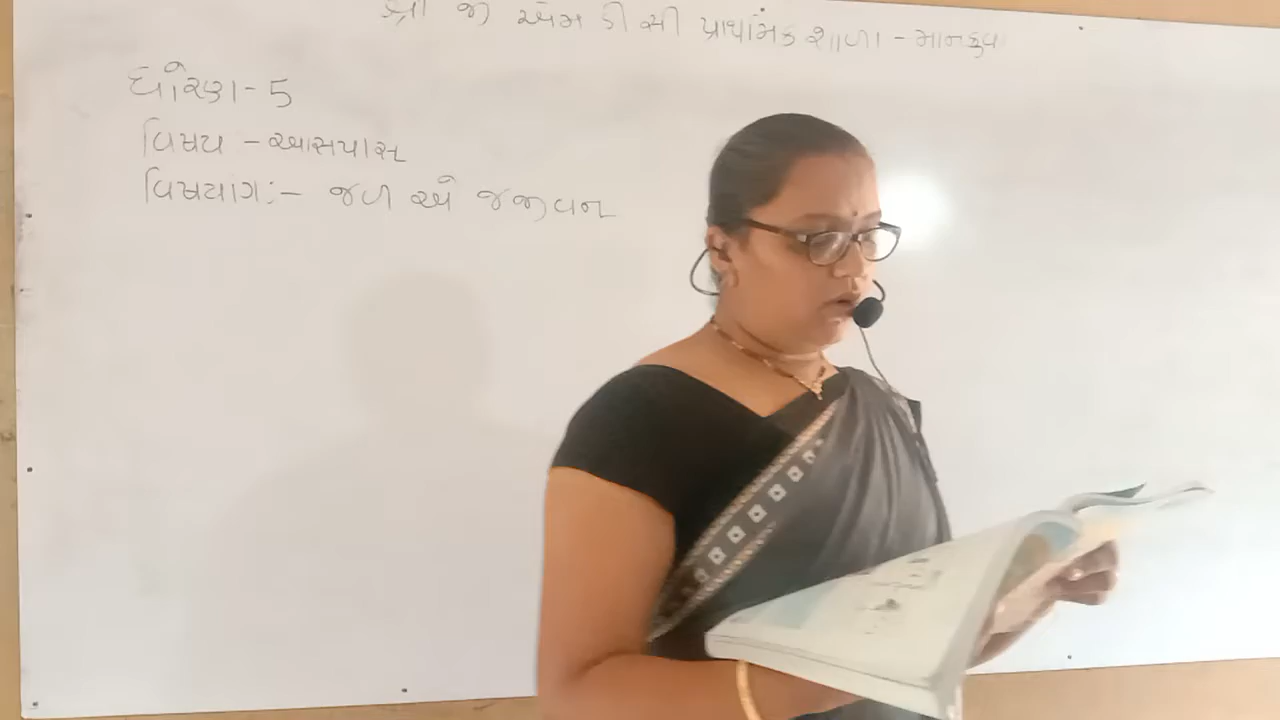 શ્રી જી એમ ડી સી પ્રાથમિક શાળા - માનકુવા
ધોરણ - 5
વિષય - આસપાસ
વિષયાંગ :- જળ એ જ જીવન